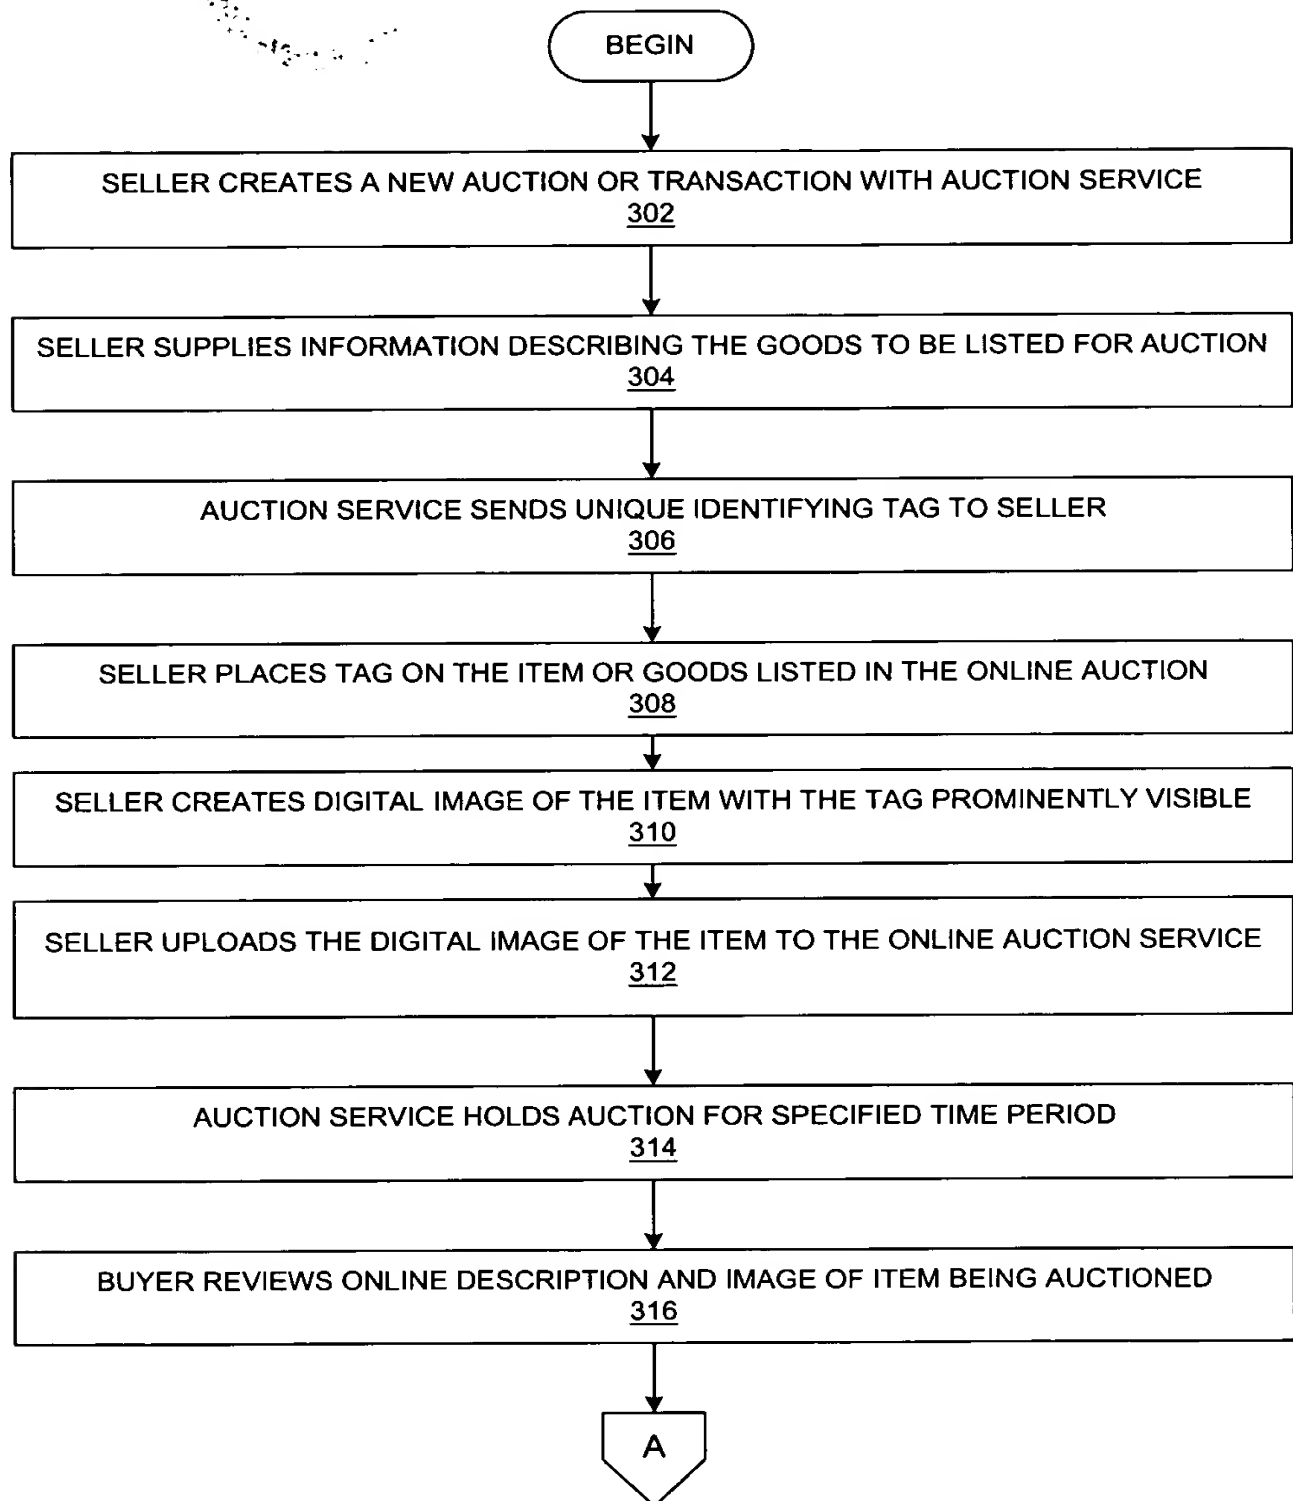 BEGIN
SELLER CREATES A NEW AUCTION OR TRANSACTION WITH AUCTION SERVICE
302
SELLER SUPPLIES INFORMATION DESCRIBING THE GOODS TO BE LISTED FOR AUCTION
304
AUCTION SERVICE SENDS UNIQUE IDENTIFYING TAG TO SELLER
306
SELLER PLACES TAG ON THE ITEM OR GOODS LISTED IN THE ONLINE AUCTION
308
SELLER CREATES DIGITAL IMAGE OF THE ITEM WITH THE TAG PROMINENTLY VISIBLE
310
SELLER UPLOADS THE DIGITAL IMAGE OF THE ITEM TO THE ONLINE AUCTION SERVICE
312
AUCTION SERVICE HOLDS AUCTION FOR SPECIFIED TIME PERIOD
314
BUYER REVIEWS ONLINE DESCRIPTION AND IMAGE OF ITEM BEING AUCTIONED
316
A